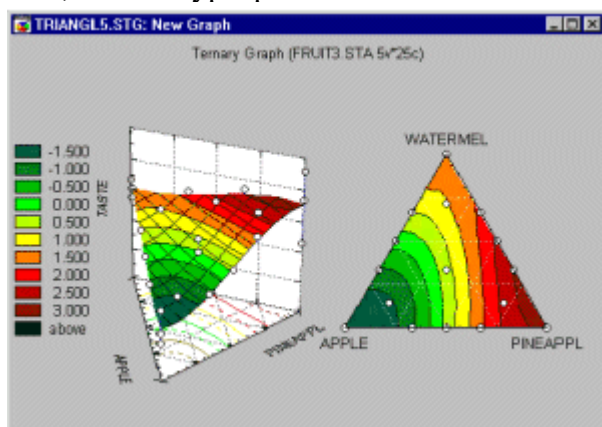 TRIANGL5.STG: New Graph
Ternary Graph (FRUIT3.STA 5v*25c)
-1.500
-1.000
-0.500
0.000
0.500
1.000
1.500
2.000
2.500
3.000
above
TASTE
APPLE
PINEAPPL
WATERMEL
APPLE
PINEAPPL